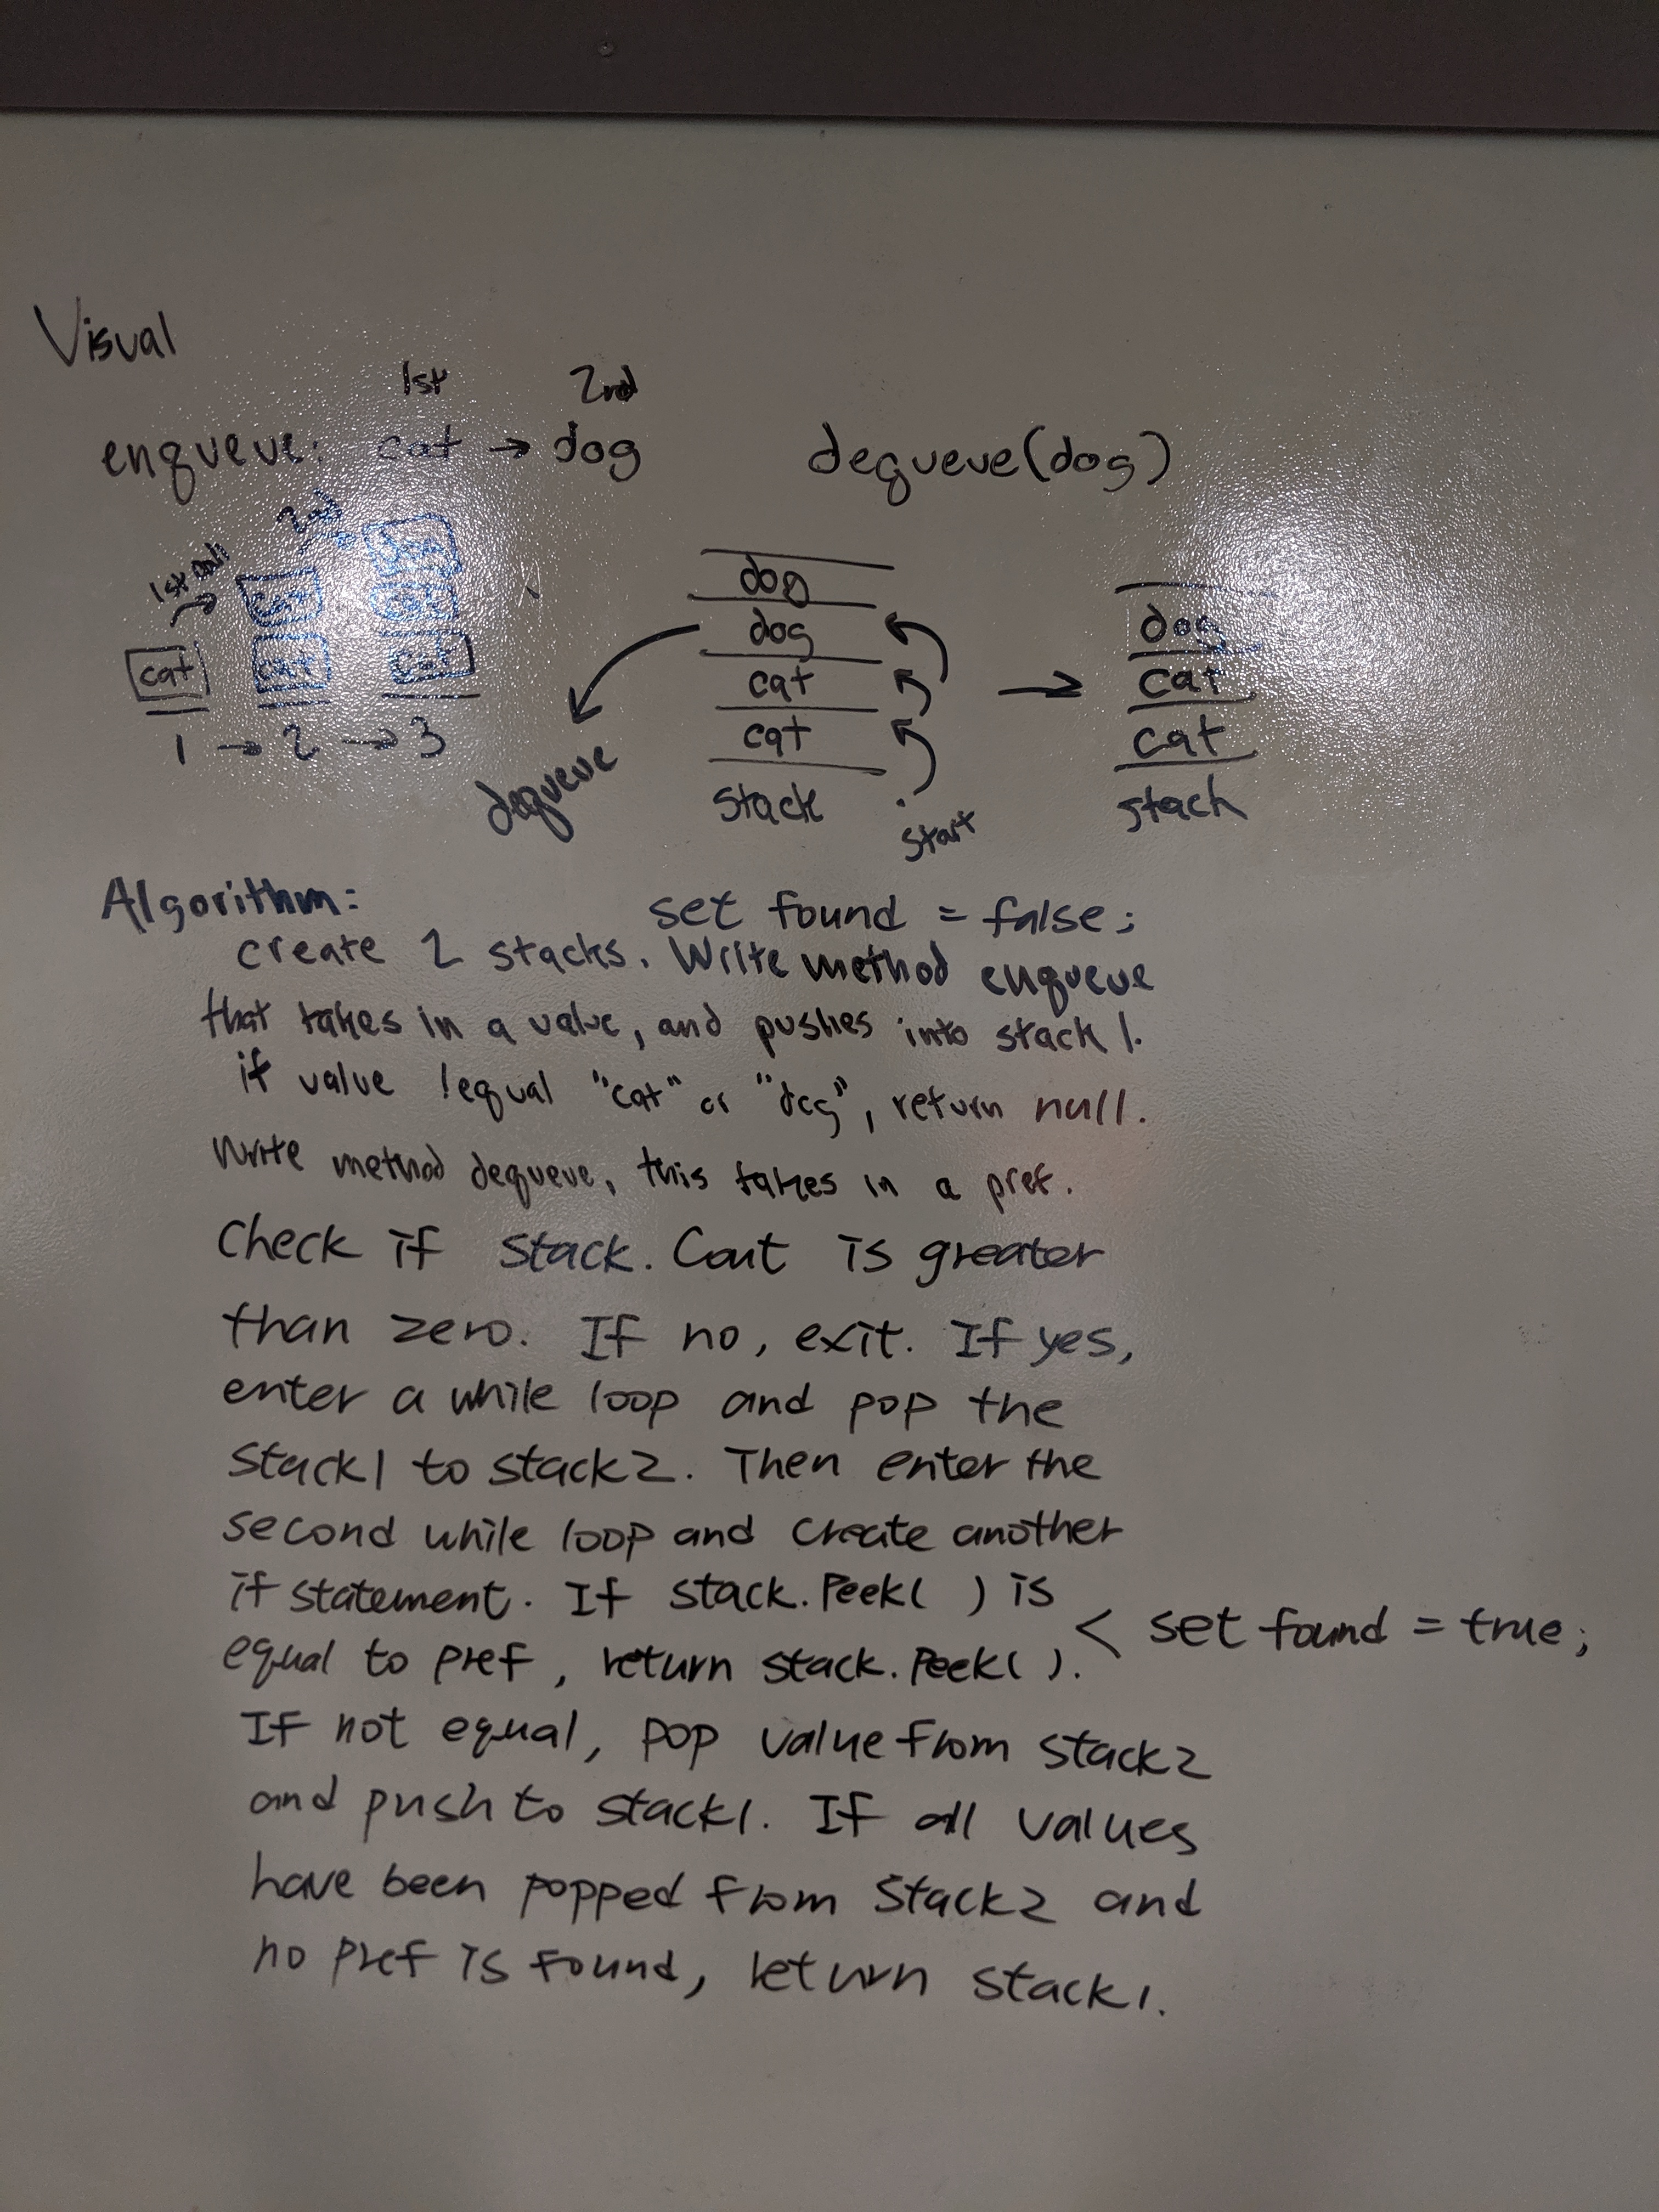 Visual
1st 2nd
enqueue: cat → dog
dequeue(dog)
1st call
2nd
dog
cat cat
cat cat cat
1 → 2 → 3
dog
dog
cat
cat
stack
dequeue
start
→
dog
cat
cat
stack
Algorithm:
set found = false;
create 2 stacks. Write method enqueue
that takes in a value, and pushes into stack 1.
if value !equal "cat" or "dog", return null.
write method dequeue, this takes in a pref.
Check if stack. Cout is greater
than zero. If no, exit. If yes,
enter a while loop and pop the
stack1 to stack2. Then enter the
second while loop and create another
if statement. If stack.Peek( ) is
equal to pref, return stack.Peek( ). < set found = true;
If not equal, pop value from stack2
and push to stack1. If all values
have been popped from stack2 and
no pref is found, return stack1.